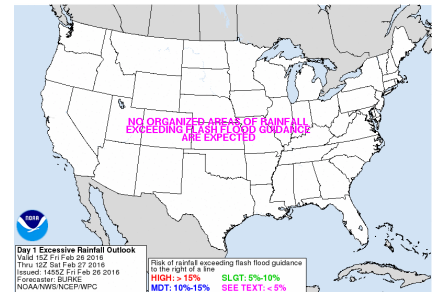 NO ORGANIZED AREAS OF RAINFALL
EXCEEDING FLASH FLOOD GUIDANCE
ARE EXPECTED
noaa
Day 1 Excessive Rainfall Outlook
Valid 15Z Fri Feb 26 2016
Thru 12Z Sat Feb 27 2016
Issued: 1455Z Fri Feb 26 2016
Forecaster: BURKE
NOAA/NWS/NCEP/WPC
Risk of rainfall exceeding flash flood guidance
to the right of a line
HIGH: > 15% SLGT: 5%-10%
MDT: 10%-15% SEE TEXT: < 5%